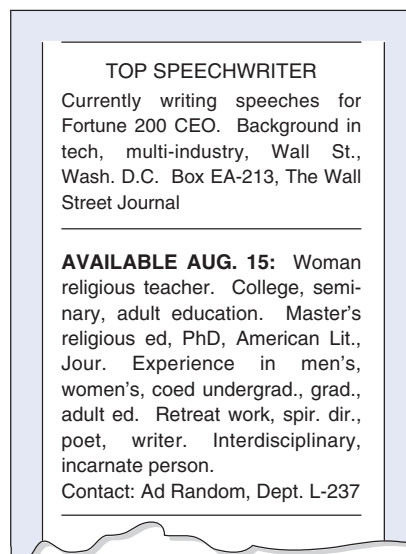 TOP SPEECHWRITER
Currently writing speeches for
Fortune 200 CEO. Background in
tech, multi-industry, Wall St.,
Wash. D.C. Box EA-213, The Wall
Street Journal
AVAILABLE AUG. 15: Woman
religious teacher. College, semi-
nary, adult education. Master's
religious ed, PhD, American Lit.,
Jour. Experience in men's,
women's, coed undergrad., grad.,
adult ed. Retreat work, spir. dir.,
poet, writer. Interdisciplinary,
incarnate person.
Contact: Ad Random, Dept. L-237